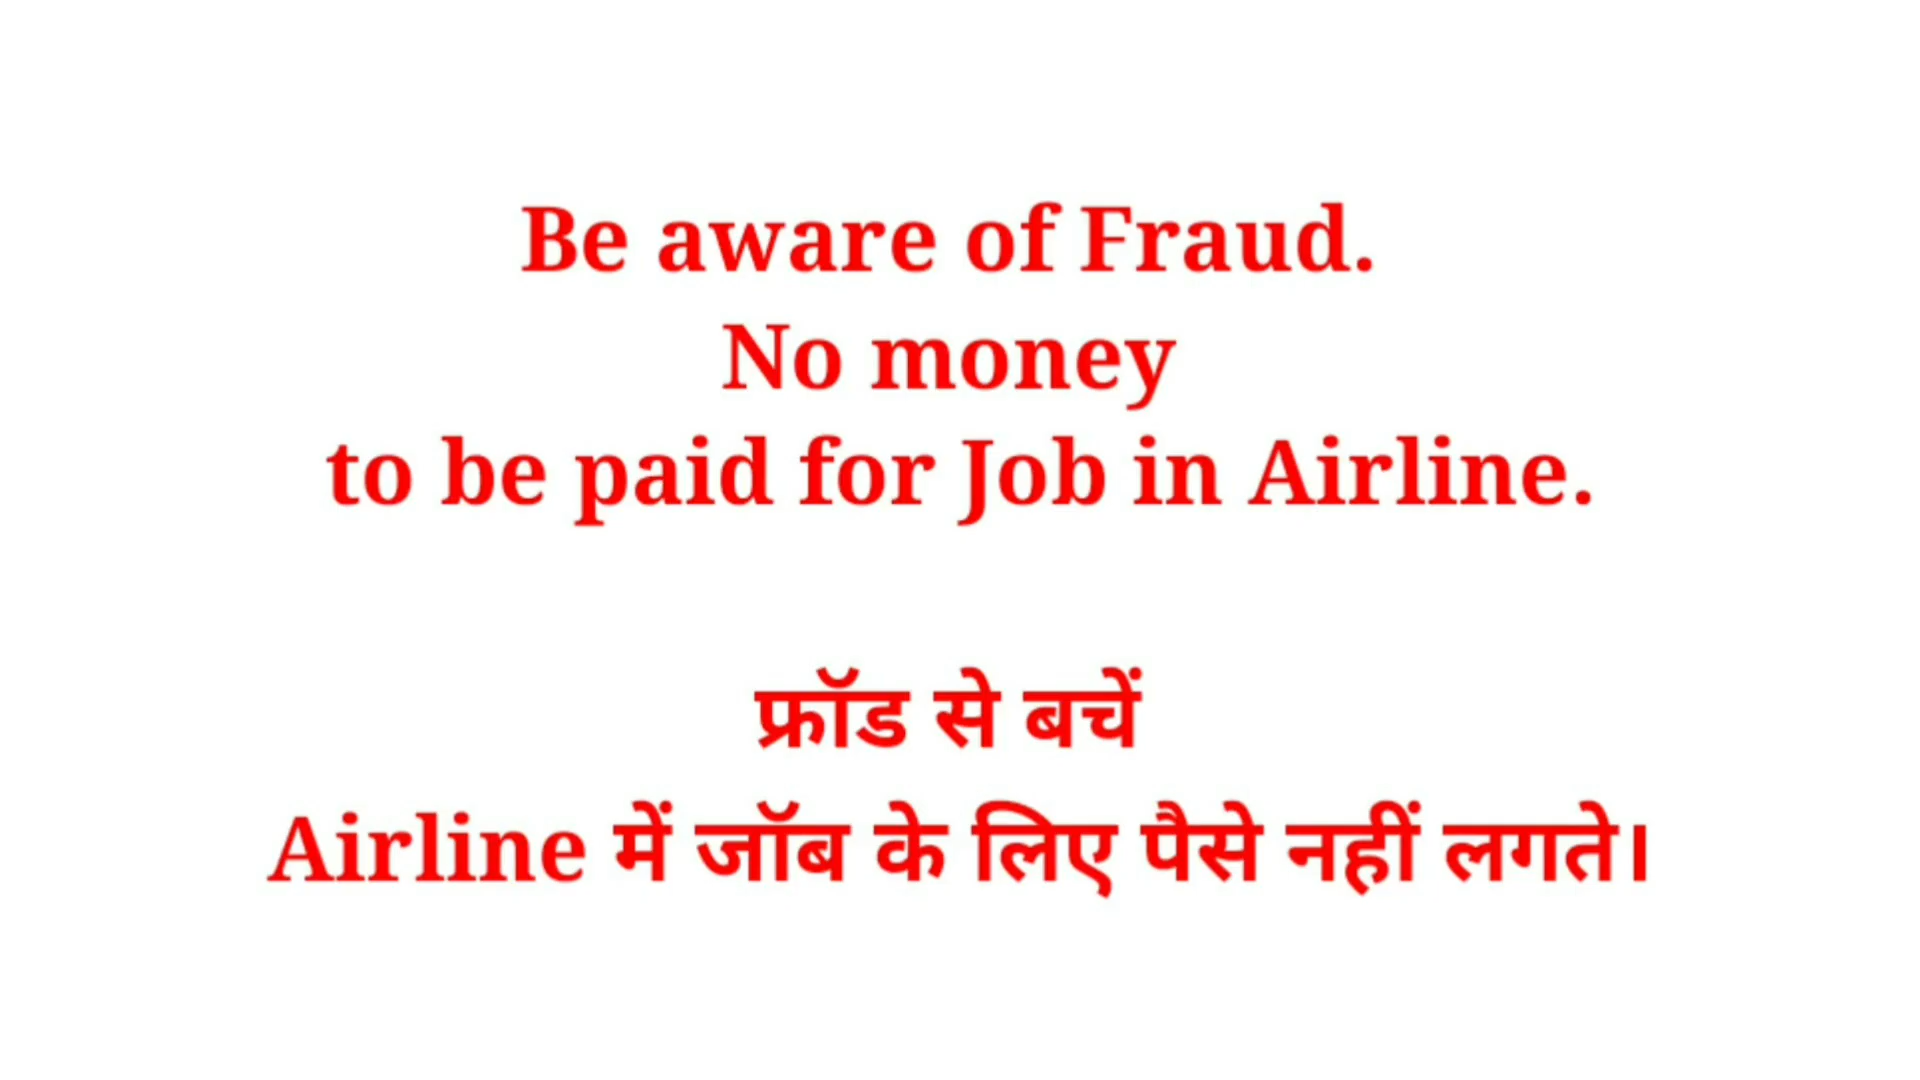 Be aware of Fraud.
No money
to be paid for Job in Airline.
फ्रॉड से बचें
Airline में जॉब के लिए पैसे नहीं लगते।